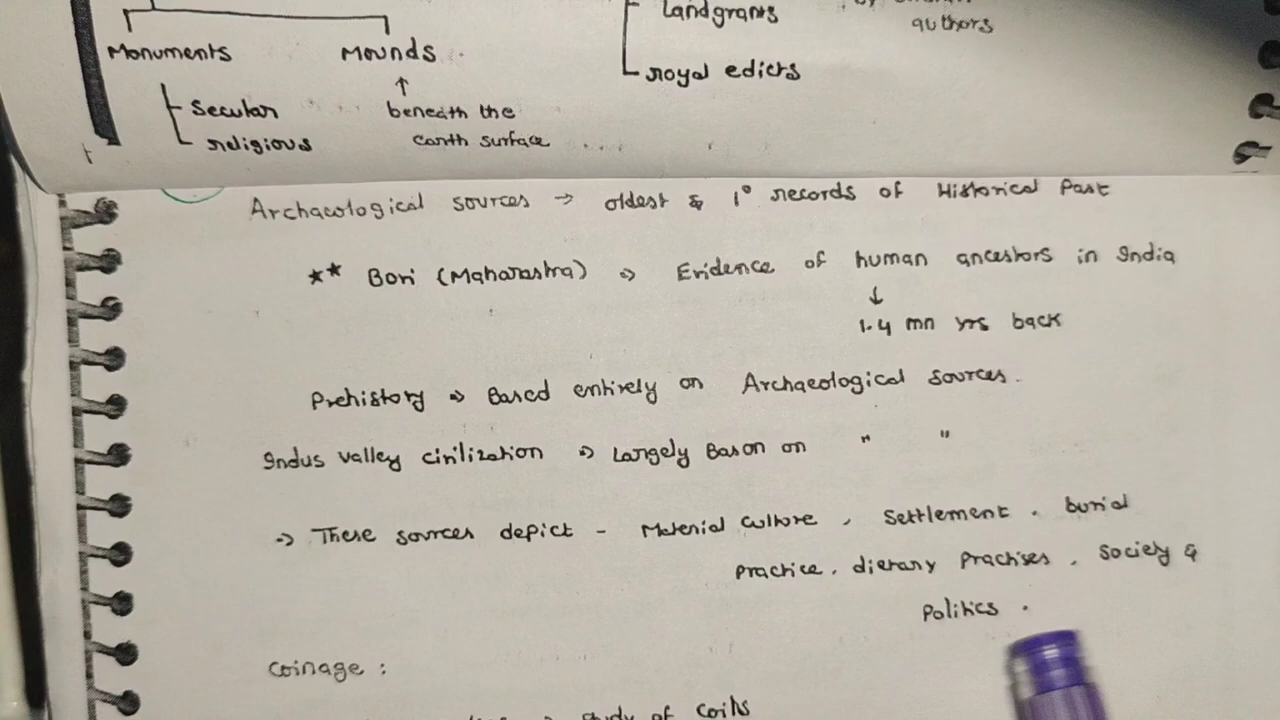 Landgrants
authors
Monuments
Mounds
royal edicts
Secular
religious
↑
beneath the
earth surface
Archaeological sources → oldest & 1° records of Historical Past
** Bori (Maharastra) ⇒ Evidence of human ancestors in India
↓
1.4 mn yrs back
Prehistory ⇒ Based entirely on Archaeological sources.
Indus valley civilization ⇒ Largely Bason on " "
⇒ These sources depict - Material Culture, Settlement, burial
practice, dietary Practises, Society &
Politics.
Coinage :
study of coins